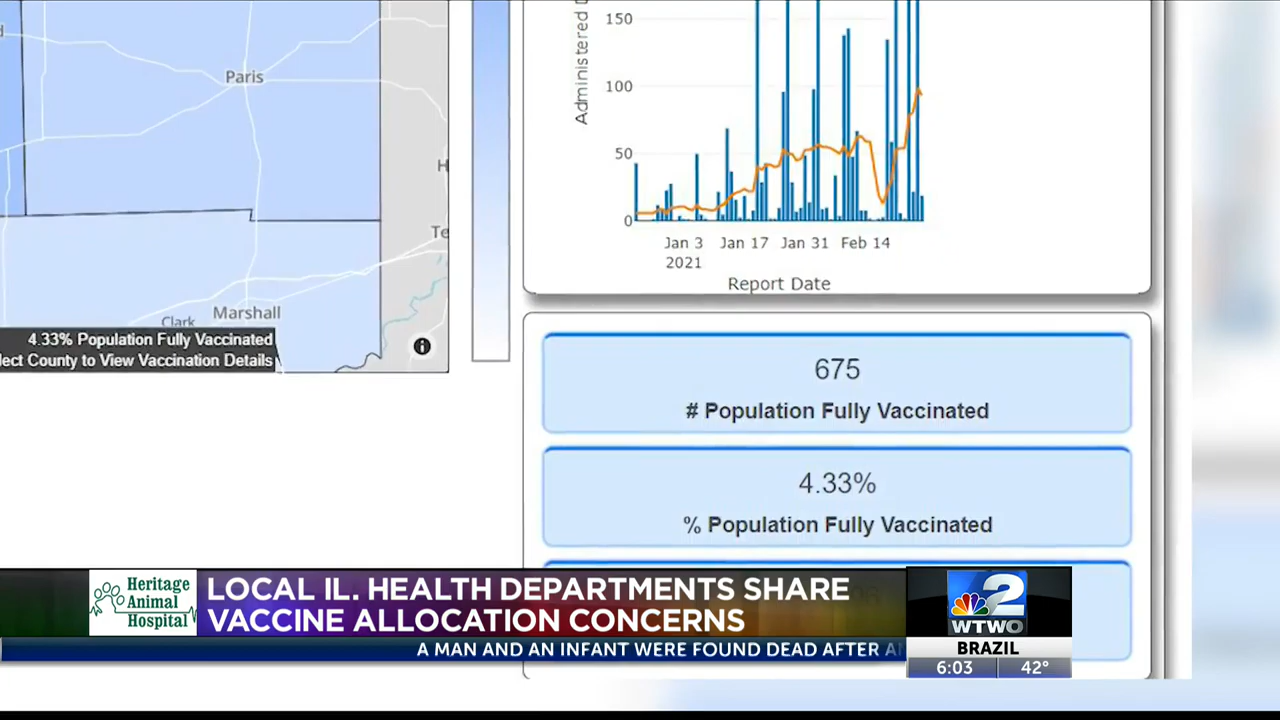 150
Administered
100
50
0
Jan 3
2021
Jan 17
Jan 31
Feb 14
Report Date
Paris
H
Te
Marshall
Clark
4.33% Population Fully Vaccinated
lect County to View Vaccination Details
675
# Population Fully Vaccinated
4.33%
% Population Fully Vaccinated
Heritage
Animal
Hospital
LOCAL IL. HEALTH DEPARTMENTS SHARE
VACCINE ALLOCATION CONCERNS
A MAN AND AN INFANT WERE FOUND DEAD AFTER
2
WTWO
BRAZIL
6:03
42°